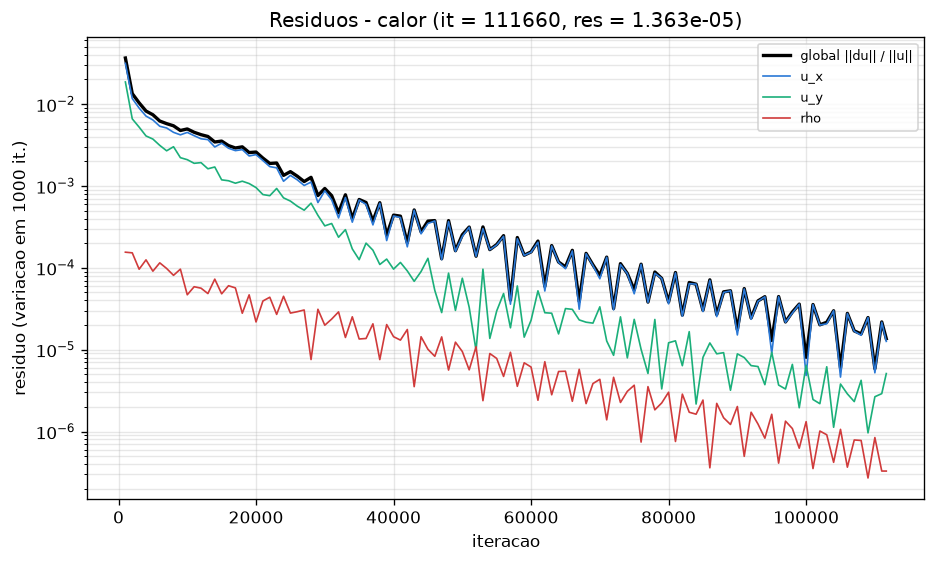 Residuos - calor (it = 111660, res = 1.363e-05)
residuo (variacao em 1000 it.)
10⁻²
10⁻³
10⁻⁴
10⁻⁵
10⁻⁶
global ||du|| / ||u||
u_x
u_y
rho
0 20000 40000 60000 80000 100000
iteracao